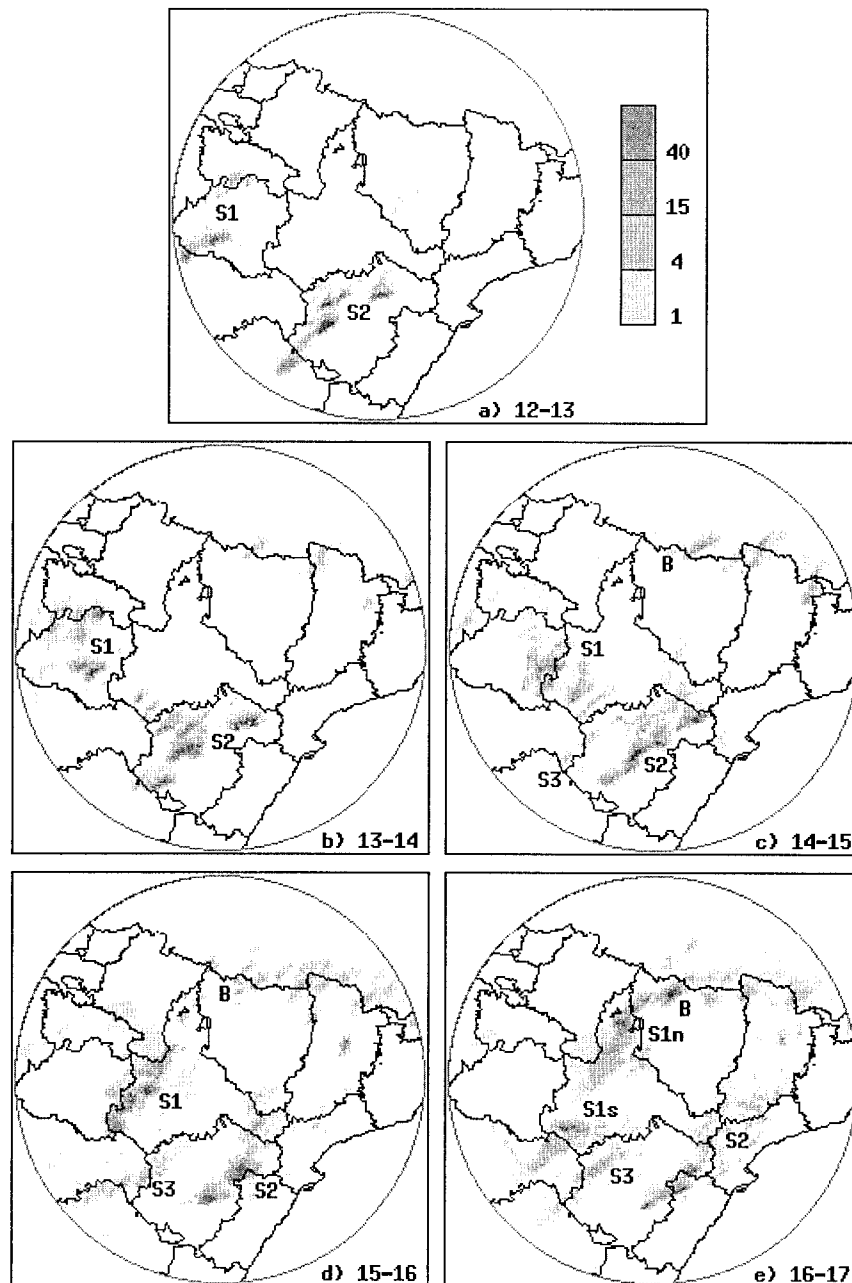 40
S1
15
4
S2
1
a) 12-13
B
S1
S1
S2
S2
S3
b) 13-14
c) 14-15
B
B
S1n
S1
S1s
S2
S3
S2
S3
d) 15-16
e) 16-17